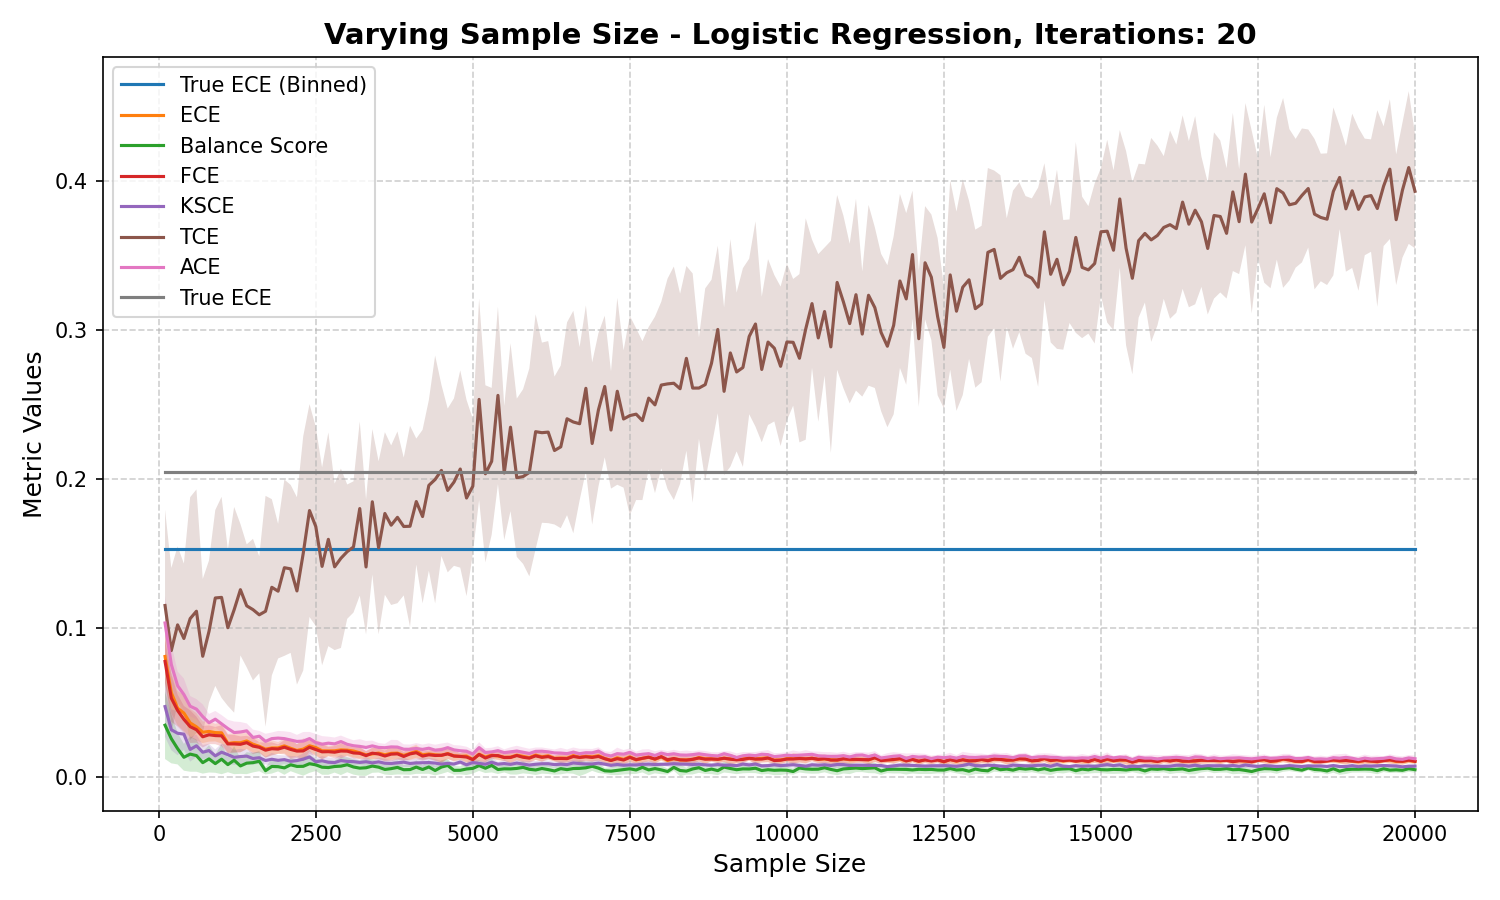 Varying Sample Size - Logistic Regression, Iterations: 20
True ECE (Binned)
ECE
Balance Score
FCE
KSCE
TCE
ACE
True ECE
Metric Values
0.4
0.3
0.2
0.1
0.0
0 2500 5000 7500 10000 12500 15000 17500 20000
Sample Size